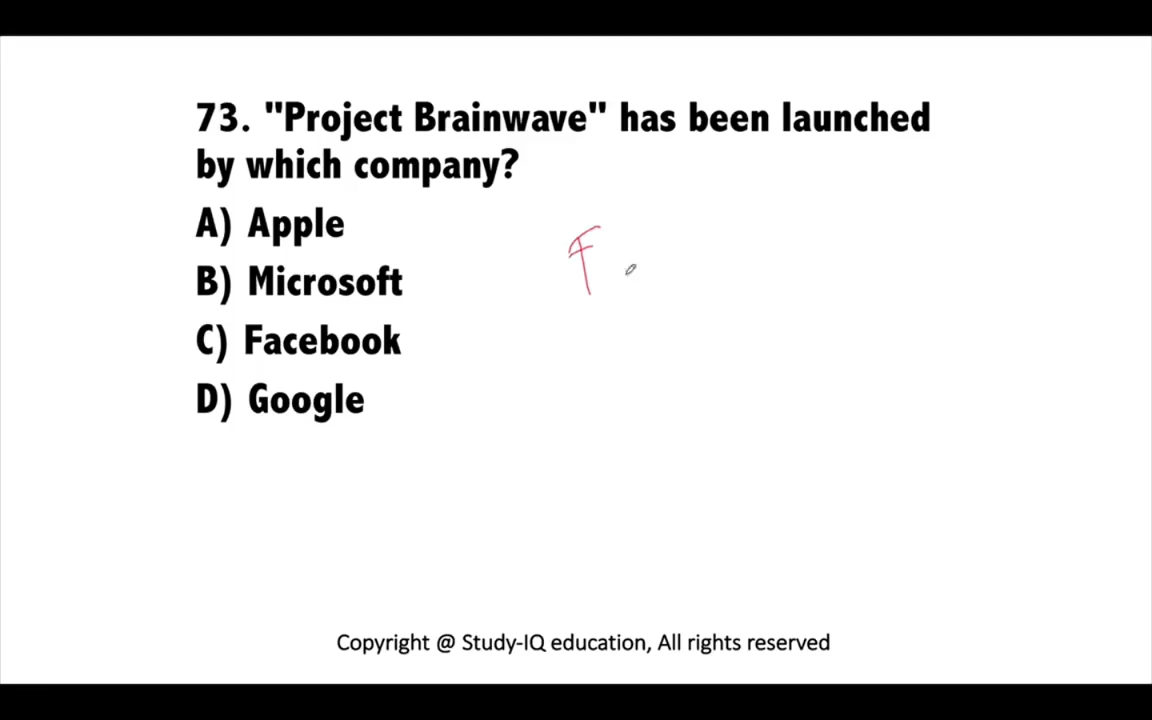 73. "Project Brainwave" has been launched
by which company?
A) Apple
B) Microsoft
F
C) Facebook
D) Google
Copyright @ Study-IQ education, All rights reserved